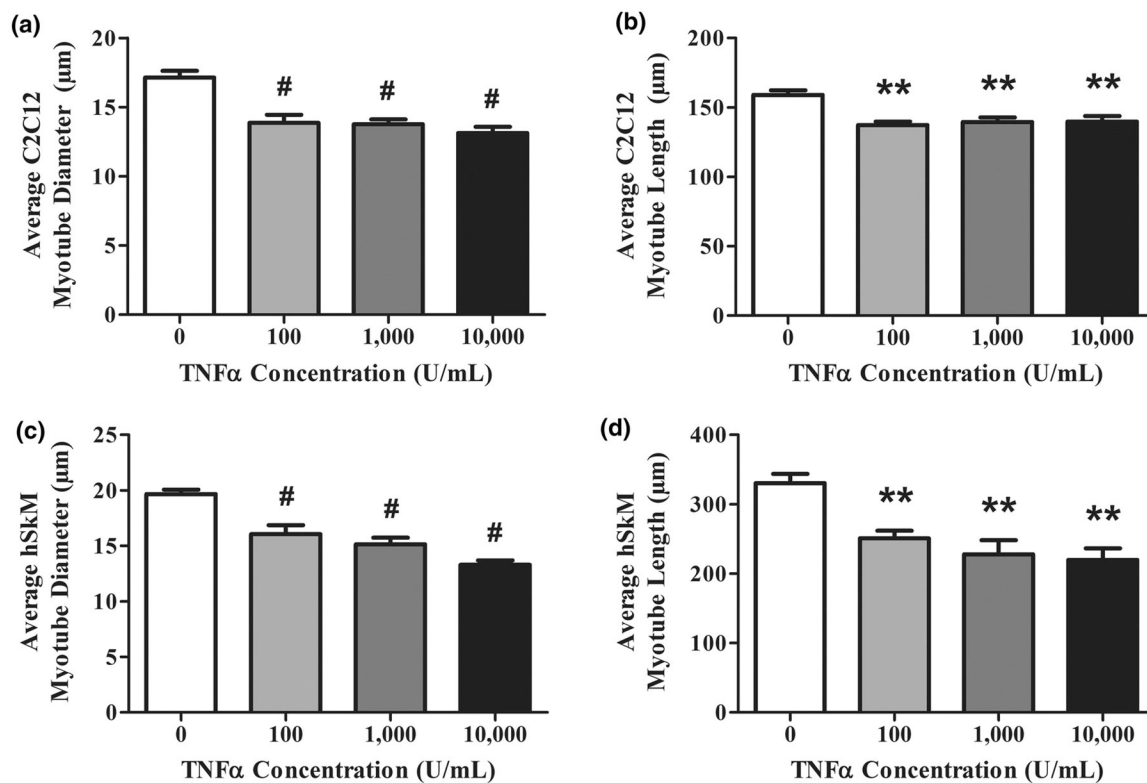 (a)
Average C2C12
Myotube Diameter (μm)
20
15
10
5
0
# # #
0 100 1,000 10,000
TNFα Concentration (U/mL)
(b)
Average C2C12
Myotube Length (μm)
200
150
100
50
0
** ** **
0 100 1,000 10,000
TNFα Concentration (U/mL)
(c)
Average hSkM
Myotube Diameter (μm)
25
20
15
10
5
0
# # #
0 100 1,000 10,000
TNFα Concentration (U/mL)
(d)
Average hSkM
Myotube Length (μm)
400
300
200
100
0
** ** **
0 100 1,000 10,000
TNFα Concentration (U/mL)